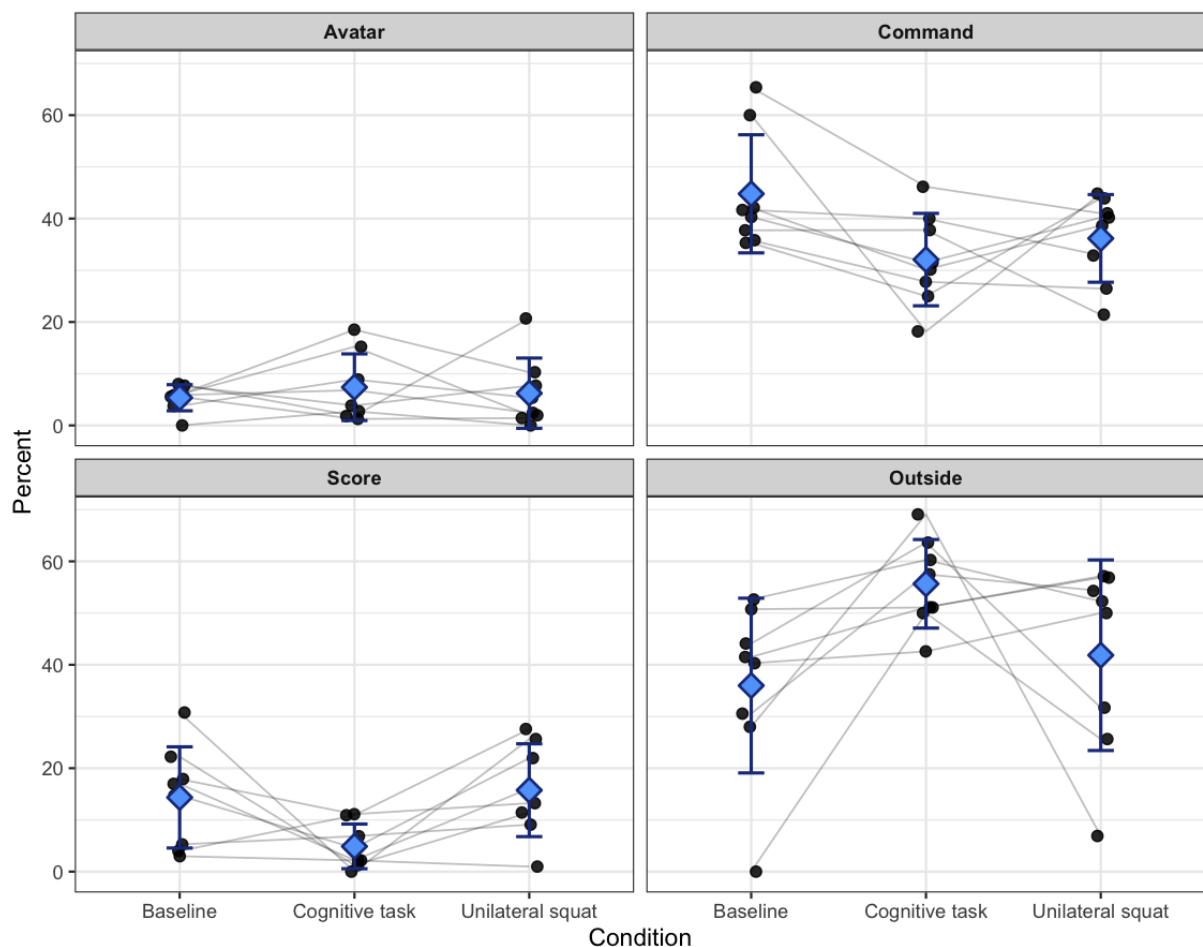 Avatar
Command
60
40
20
0
Percent
Score
Outside
60
40
20
0
Baseline
Cognitive task
Unilateral squat
Baseline
Cognitive task
Unilateral squat
Condition